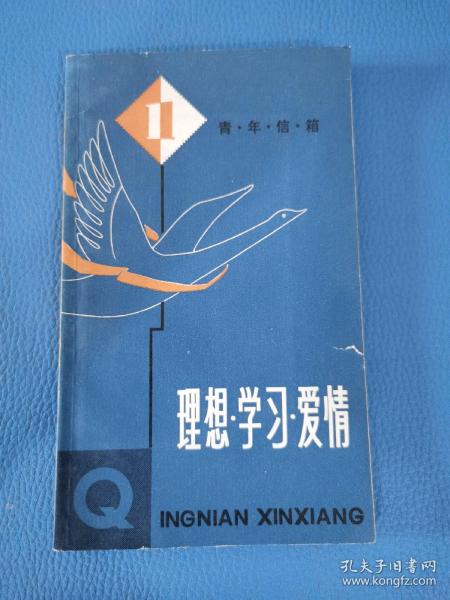 1
青·年·信·箱
理想·学习·爱情
QINGNIAN XINXIANG
孔夫子旧书网
www.kongfz.com